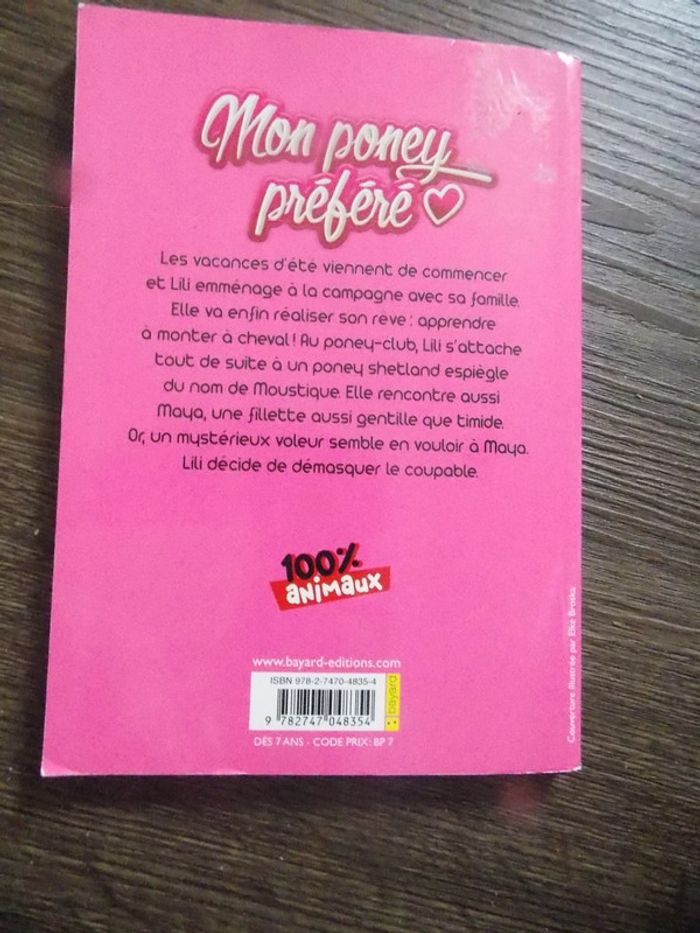 Mon poney
préféré
Les vacances d'été viennent de commencer
et Lili emménage à la campagne avec sa famille.
Elle va enfin réaliser son rêve : apprendre
à monter à cheval ! Au poney-club, Lili s'attache
tout de suite à un poney shetland espiègle
du nom de Moustique. Elle rencontre aussi
Maya, une fillette aussi gentille que timide.
Or, un mystérieux voleur semble en vouloir à Maya.
Lili décide de démasquer le coupable.
100%
animaux
www.bayard-editions.com
ISBN 978-2-7470-4835-4
9 782747 048354
bayard
DÈS 7 ANS - CODE PRIX: BP 7
Couverture illustrée par Elke Broska